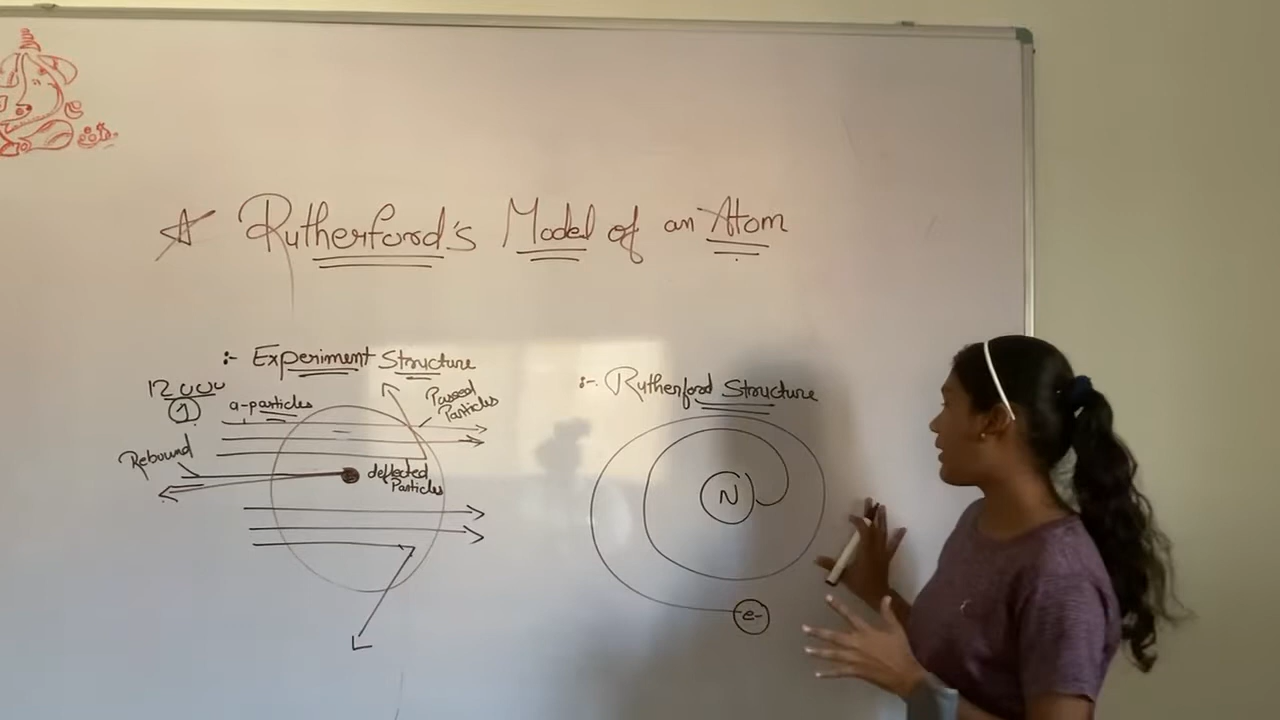 Rutherford's Model of an Atom
:- Experiment Structure
12000
1
a-particles
Passed
Particles
Rebound
deflected
Particles
:- Rutherford Structure
N
e-